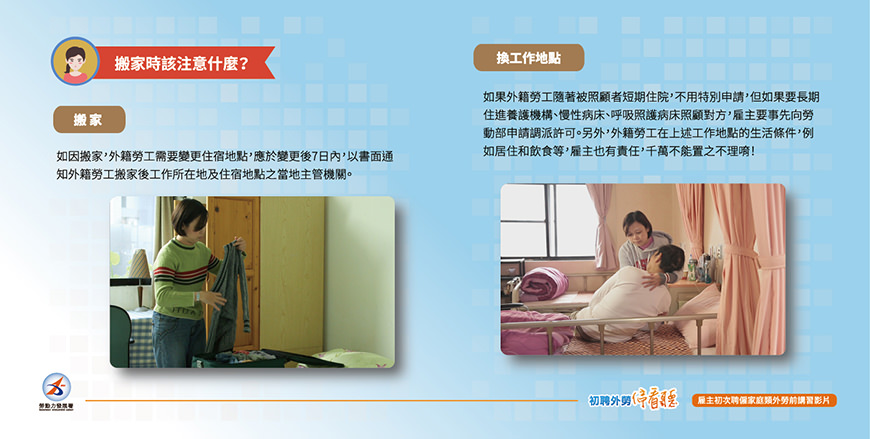 搬家時該注意什麼?
搬家
如因搬家,外籍勞工需要變更住宿地點,應於變更後7日內,以書面通
知外籍勞工搬家後工作所在地及住宿地點之當地主管機關。
換工作地點
如果外籍勞工隨著被照顧者短期住院,不用特別申請,但如果要長期
住進養護機構、慢性病床、呼吸照護病床照顧對方,雇主要事先向勞
動部申請調派許可。另外,外籍勞工在上述工作地點的生活條件,例
如居住和飲食等,雇主也有責任,千萬不能置之不理唷!
勞動力發展署
初聘外勞停看聽
雇主初次聘僱家庭類外勞前講習影片